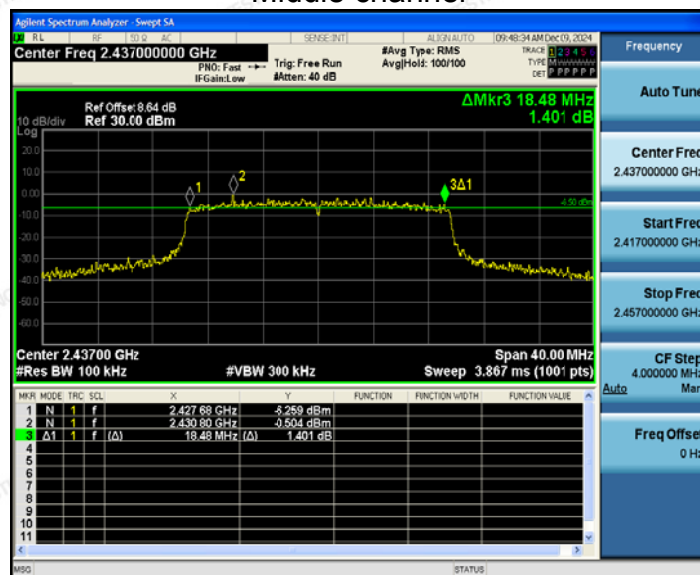 Middle channel
Agilent Spectrum Analyzer - Swept SA
RL RF 50 Ω AC SENSE:INT ALIGN AUTO 09:48:34 AM Dec 09, 2024
Center Freq 2.437000000 GHz
PNO: Fast
IFGain:Low
Trig: Free Run
#Atten: 40 dB
#Avg Type: RMS
Avg|Hold: 100/100
TRACE 1 2 3 4 5 6
TYPE M
DET P P P P P
Frequency
Ref Offset 8.64 dB
Ref 30.00 dBm
10 dB/div
Log
ΔMkr3 18.48 MHz
1.401 dB
Auto Tune
20.0
10.0
0.00
-10.0
-20.0
-30.0
-40.0
-50.0
-60.0
1
2
3Δ1
Center Freq
2.437000000 GHz
Start Freq
2.417000000 GHz
Stop Freq
2.457000000 GHz
Center 2.43700 GHz
#Res BW 100 kHz
#VBW 300 kHz
Span 40.00 MHz
Sweep 3.867 ms (1001 pts)
CF Step
4.000000 MHz
Auto Man
MKR MODE TRC SCL X Y FUNCTION FUNCTION WIDTH FUNCTION VALUE
1 N 1 f 2.427 68 GHz -6.259 dBm
2 N 1 f 2.430 80 GHz -0.504 dBm
3 Δ1 1 f (Δ) 18.48 MHz (Δ) 1.401 dB
4
5
6
7
8
9
10
11
Freq Offset
0 Hz
MSG STATUS